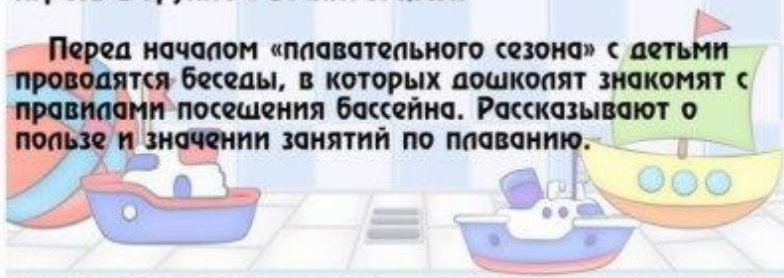 Перед началом «плавательного сезона» с детьми
проводятся беседы, в которых дошколят знакомят с
правилами посещения бассейна. Рассказывают о
пользе и значении занятий по плаванию.